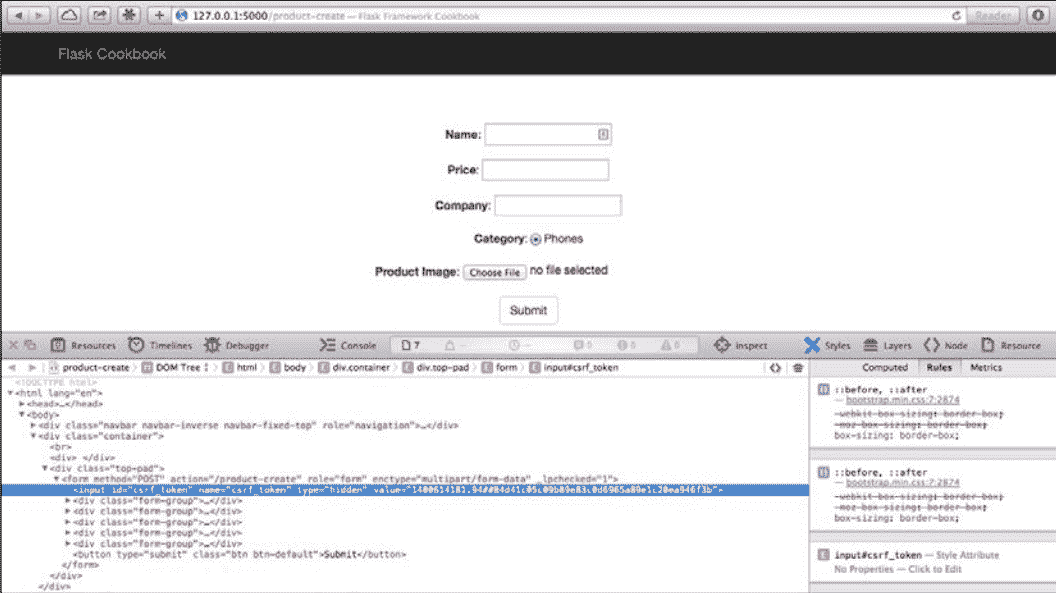 127.0.0.1:5000/product-create — Flask Framework Cookbook Reader
Flask Cookbook
Name:
Price:
Company:
Category: Phones
Product Image: Choose File no file selected
Submit
Resources Timelines Debugger Console 7 Inspect Styles Layers Node Resource
product-create DOM Tree html body div.container div.top-pad form input#csrf_token Computed Rules Metrics
<!DOCTYPE html>
<html lang="en">
<head>…</head>
<body>
<div class="navbar navbar-inverse navbar-fixed-top" role="navigation">…</div>
<div class="container">
<br>
<div> </div>
<div class="top-pad">
<form method="POST" action="/product-create" role="form" enctype="multipart/form-data" lpchecked="1">
<input id="csrf_token" name="csrf_token" type="hidden"
<div class="form-group">…</div>
<div class="form-group">…</div>
<div class="form-group">…</div>
<div class="form-group">…</div>
<div class="form-group">…</div>
<button type="submit" class="btn btn-default">Submit</button>
</form>
</div>
</div>
::before, ::after
— bootstrap.min.css:7:2874
-webkit-box-sizing: border-box;
-moz-box-sizing: border-box;
box-sizing: border-box;
::before, ::after
— bootstrap.min.css:7:2874
-webkit-box-sizing: border-box;
-moz-box-sizing: border-box;
box-sizing: border-box;
input#csrf_token — Style Attribute
No Properties — Click to Edit